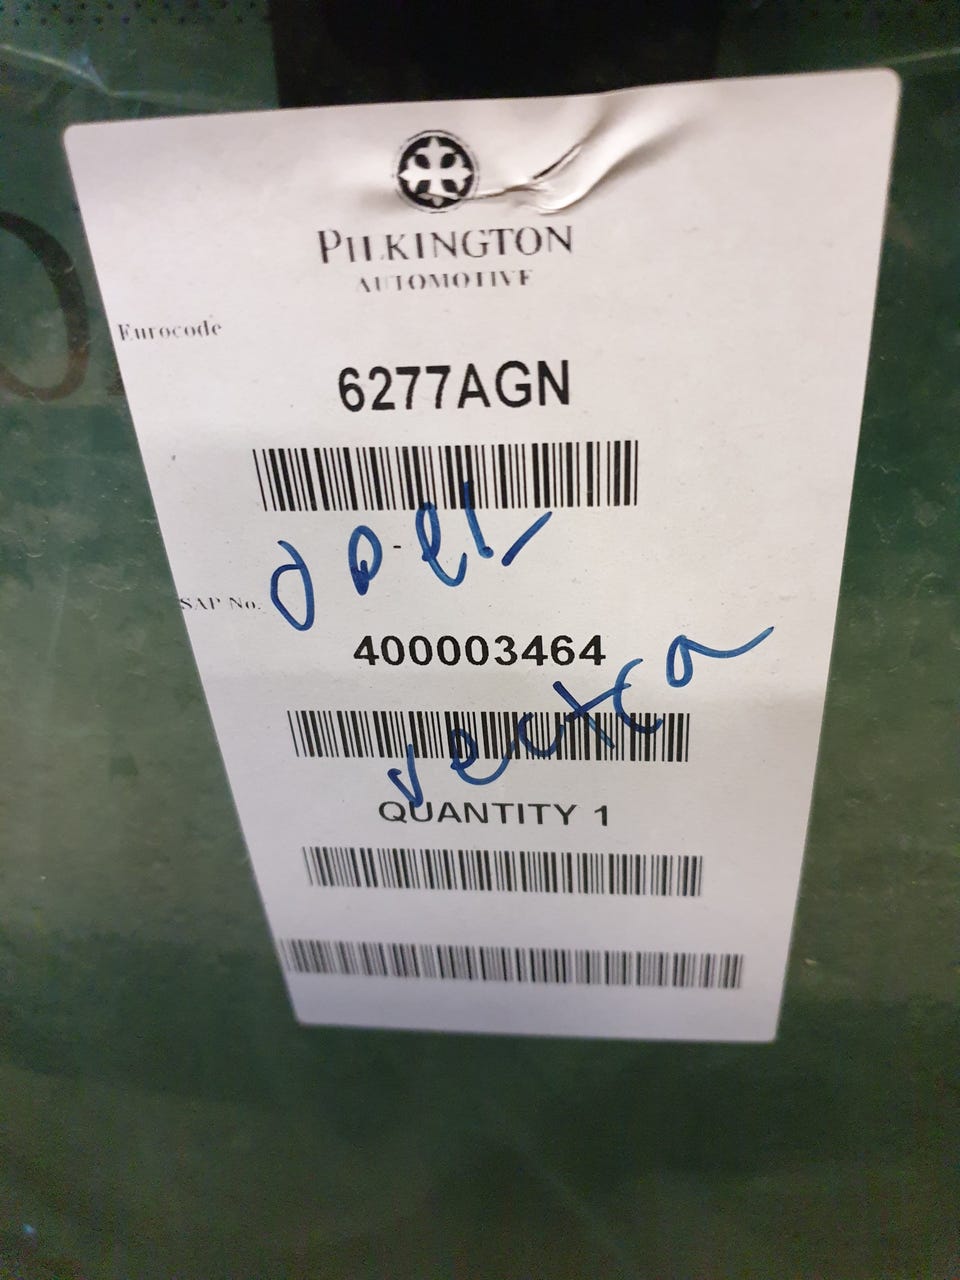 PILKINGTON
AUTOMOTIVE
Eurocode
6277AGN
opel
SAP No.
400003464
vectra
QUANTITY 1